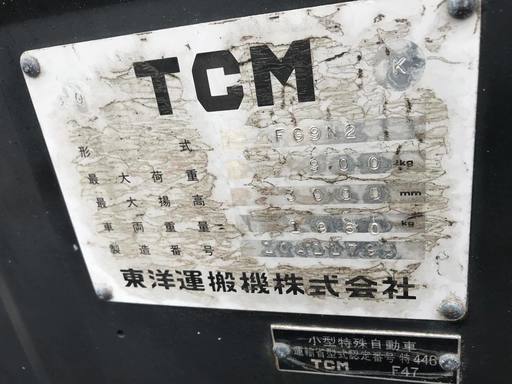 TCM
K
形式 FG9N2
最大荷重 900 kg
最大揚高 3000 mm
車両重量 1960 kg
製造番号
東洋運搬機株式会社
小型特殊自動車
運輸省型式認定番号 特446
TCM F47